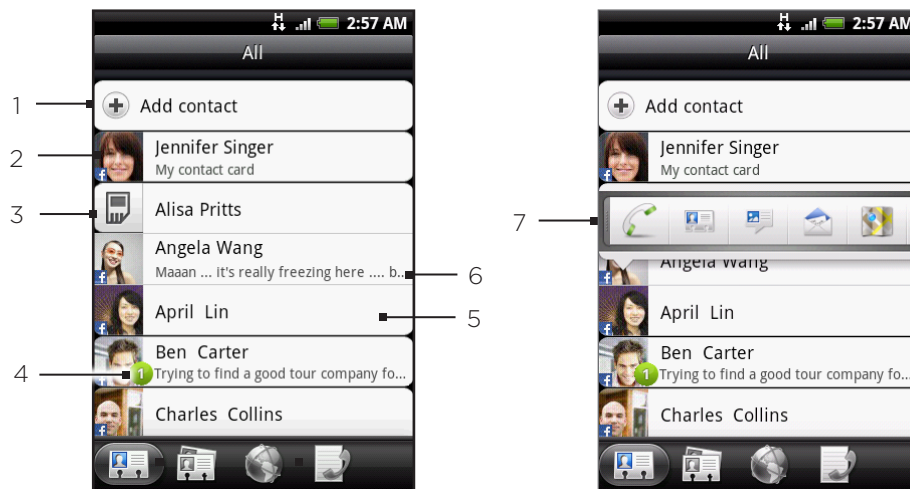 H
2:57 AM
All
1
Add contact
2
Jennifer Singer
My contact card
3
Alisa Pritts
Angela Wang
Maaan ... it's really freezing here .... b...
6
April Lin
5
Ben Carter
4
1
Trying to find a good tour company fo...
Charles Collins
H
2:57 AM
All
Add contact
Jennifer Singer
My contact card
7
Angela Wang
April Lin
Ben Carter
1
Trying to find a good tour company fo...
Charles Collins